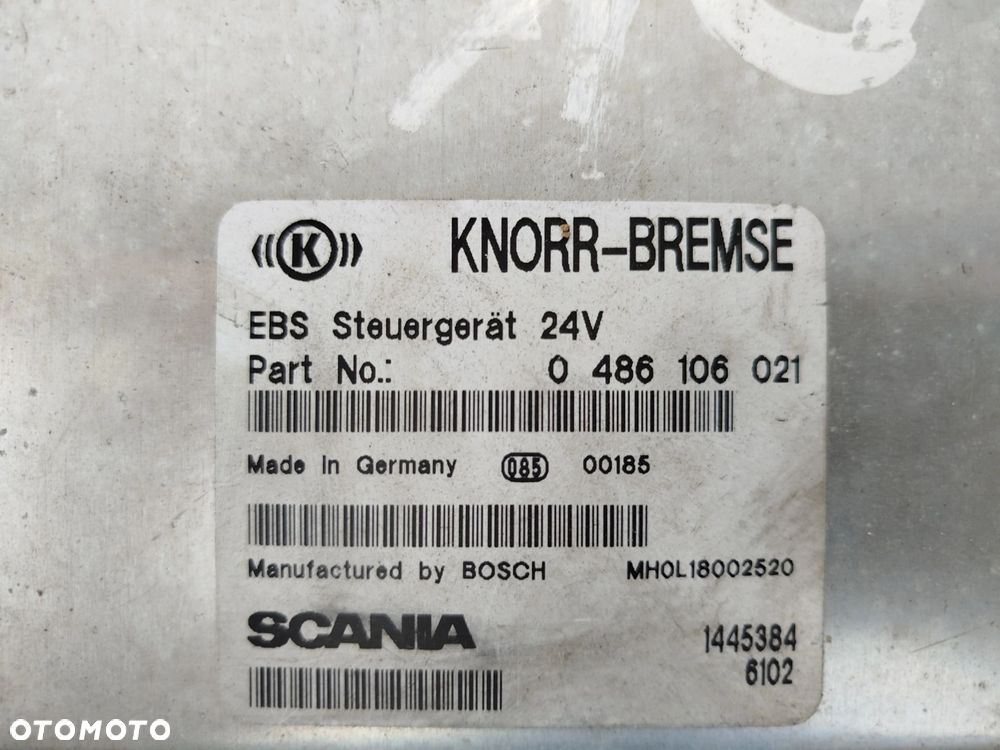 K KNORR-BREMSE
EBS Steuergerät 24V
Part No.: 0 486 106 021
Made In Germany 085 00185
Manufactured by BOSCH MH0L18002520
SCANIA 1445384
6102
OTOMOTO